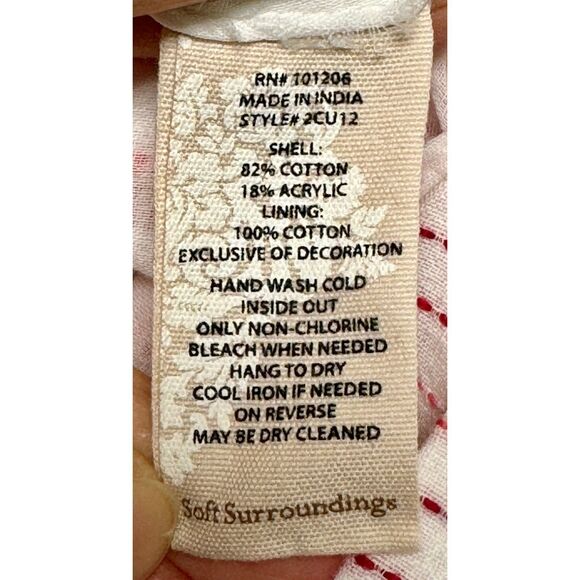 RN# 101206
MADE IN INDIA
STYLE# 2CU12
SHELL:
82% COTTON
18% ACRYLIC
LINING:
100% COTTON
EXCLUSIVE OF DECORATION
HAND WASH COLD
INSIDE OUT
ONLY NON-CHLORINE
BLEACH WHEN NEEDED
HANG TO DRY
COOL IRON IF NEEDED
ON REVERSE
MAY BE DRY CLEANED
Soft Surroundings